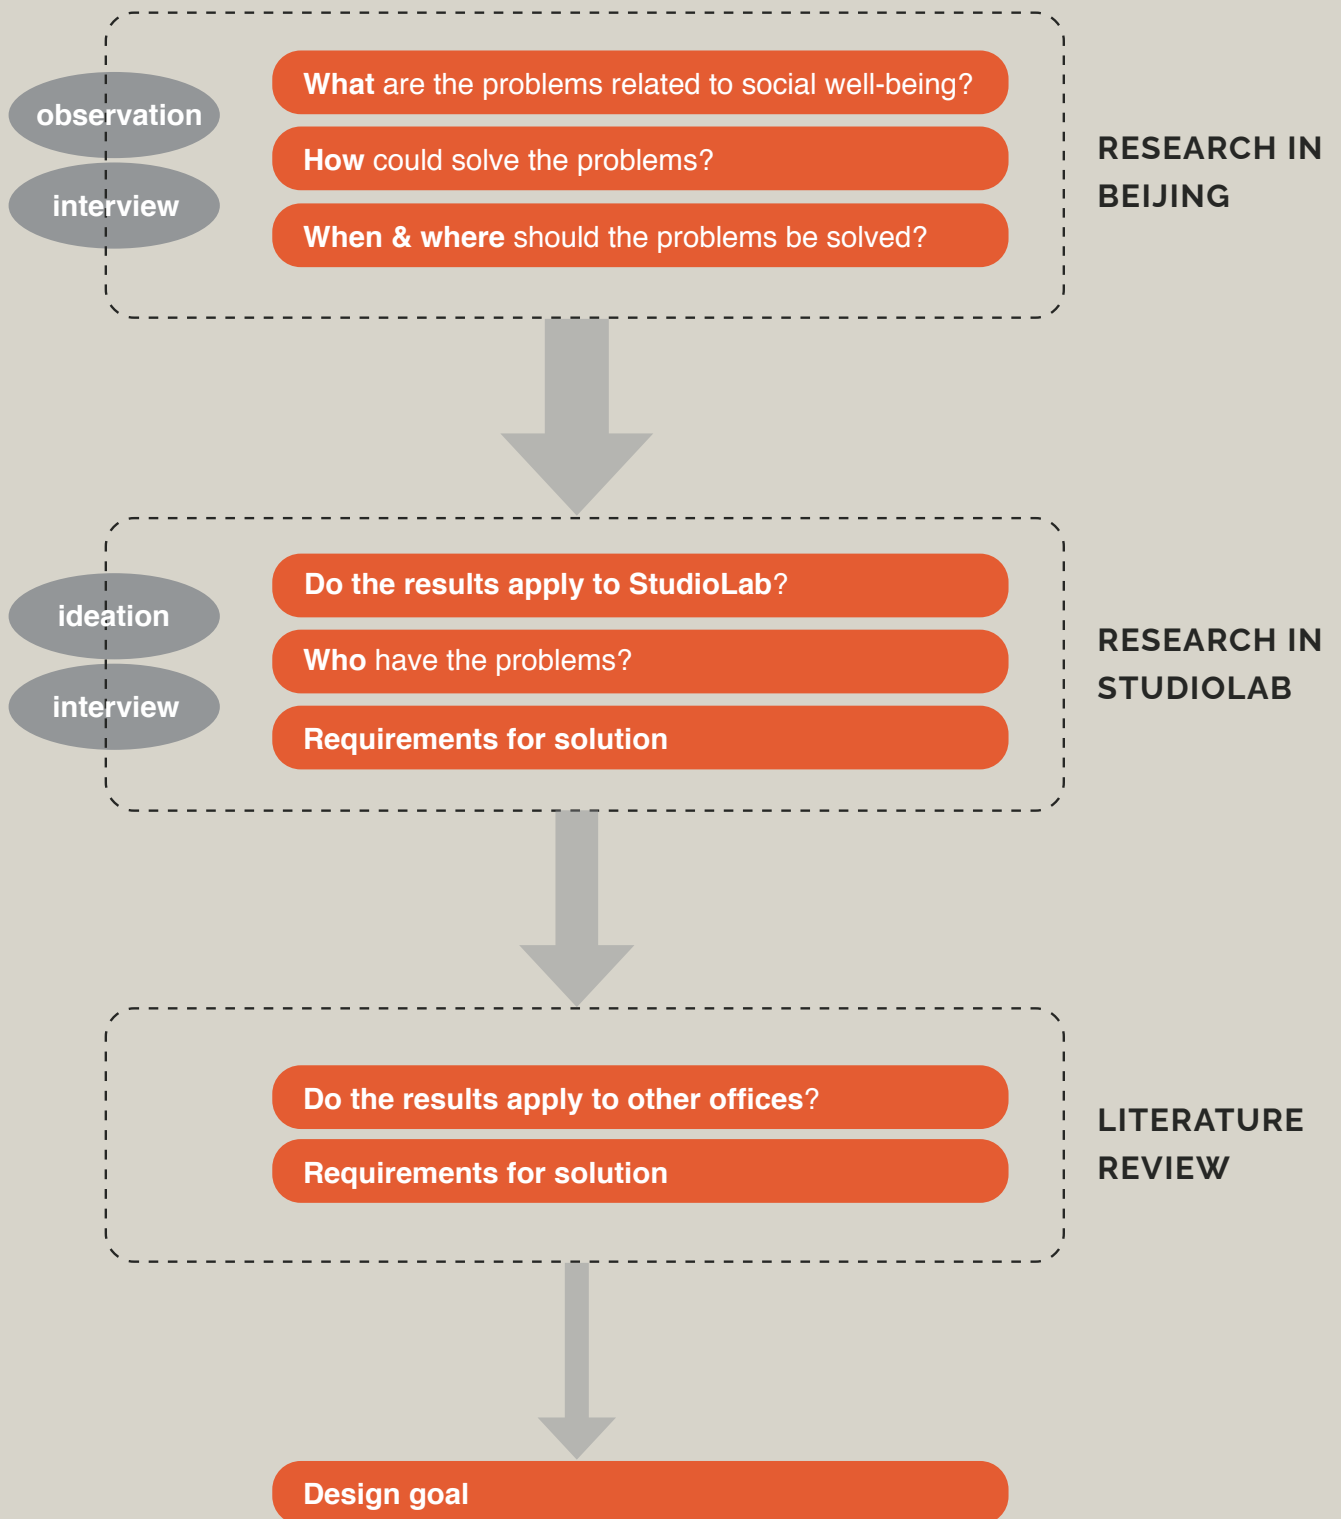 observation
interview
What are the problems related to social well-being?
How could solve the problems?
When & where should the problems be solved?
RESEARCH IN
BEIJING
ideation
interview
Do the results apply to StudioLab?
Who have the problems?
Requirements for solution
RESEARCH IN
STUDIOLAB
Do the results apply to other offices?
Requirements for solution
LITERATURE
REVIEW
Design goal